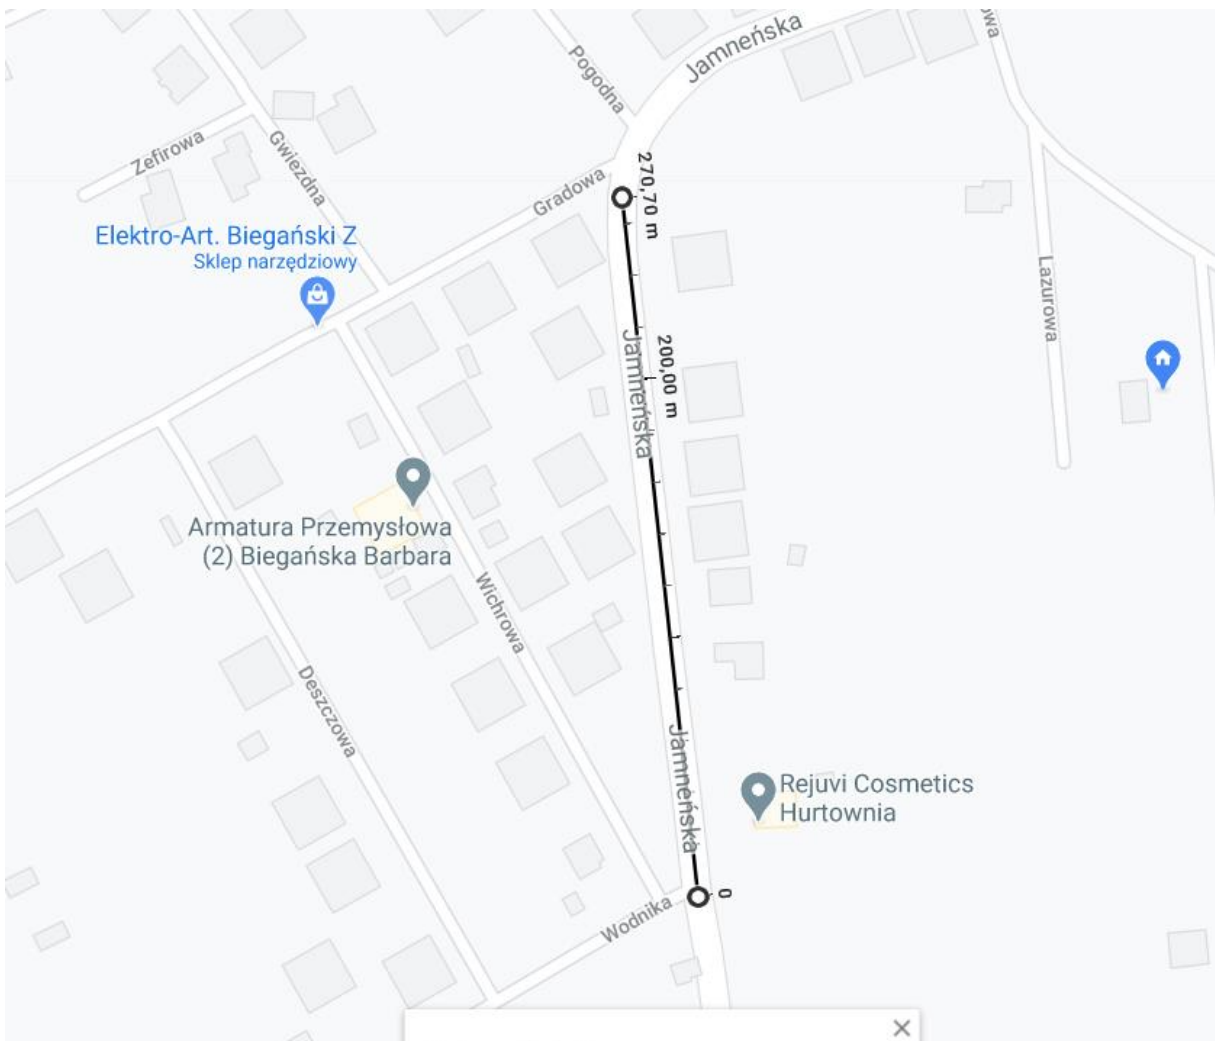 Jamneńska
owa
Pogodna
Zefirowa
Gwiezdna
270,70 m
Gradowa
Elektro-Art. Biegański Z
Sklep narzędziowy
Lazurowa
200,00 m
Jamneńska
Armatura Przemysłowa
(2) Biegańska Barbara
Wichrowa
Deszczowa
Jamneńska
Rejuvi Cosmetics
Hurtownia
0
Wodnika